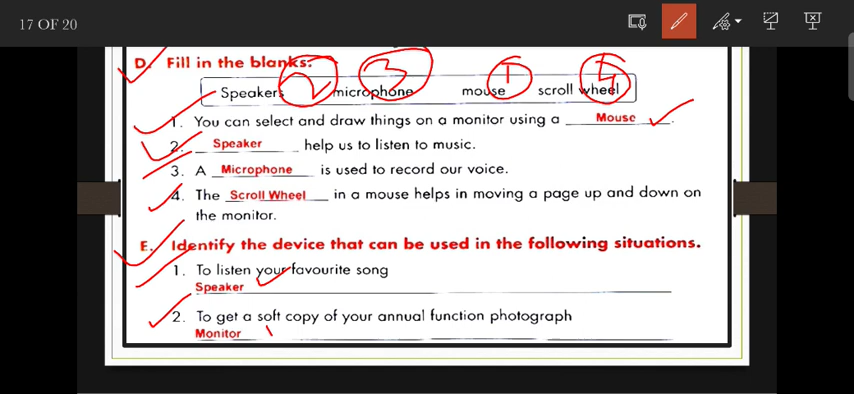 17 OF 20
D. Fill in the blanks:
2 3 1 4
Speakers microphone mouse scroll wheel
1. You can select and draw things on a monitor using a Mouse.
2. Speaker help us to listen to music.
3. A Microphone is used to record our voice.
4. The Scroll Wheel in a mouse helps in moving a page up and down on
the monitor.
E. Identify the device that can be used in the following situations.
1. To listen your favourite song
Speaker
2. To get a soft copy of your annual function photograph
Monitor